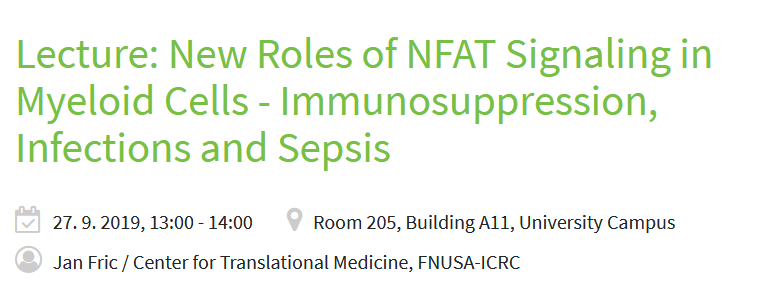 Lecture: New Roles of NFAT Signaling in
Myeloid Cells - Immunosuppression,
Infections and Sepsis
27. 9. 2019, 13:00 - 14:00 Room 205, Building A11, University Campus
Jan Fric / Center for Translational Medicine, FNUSA-ICRC